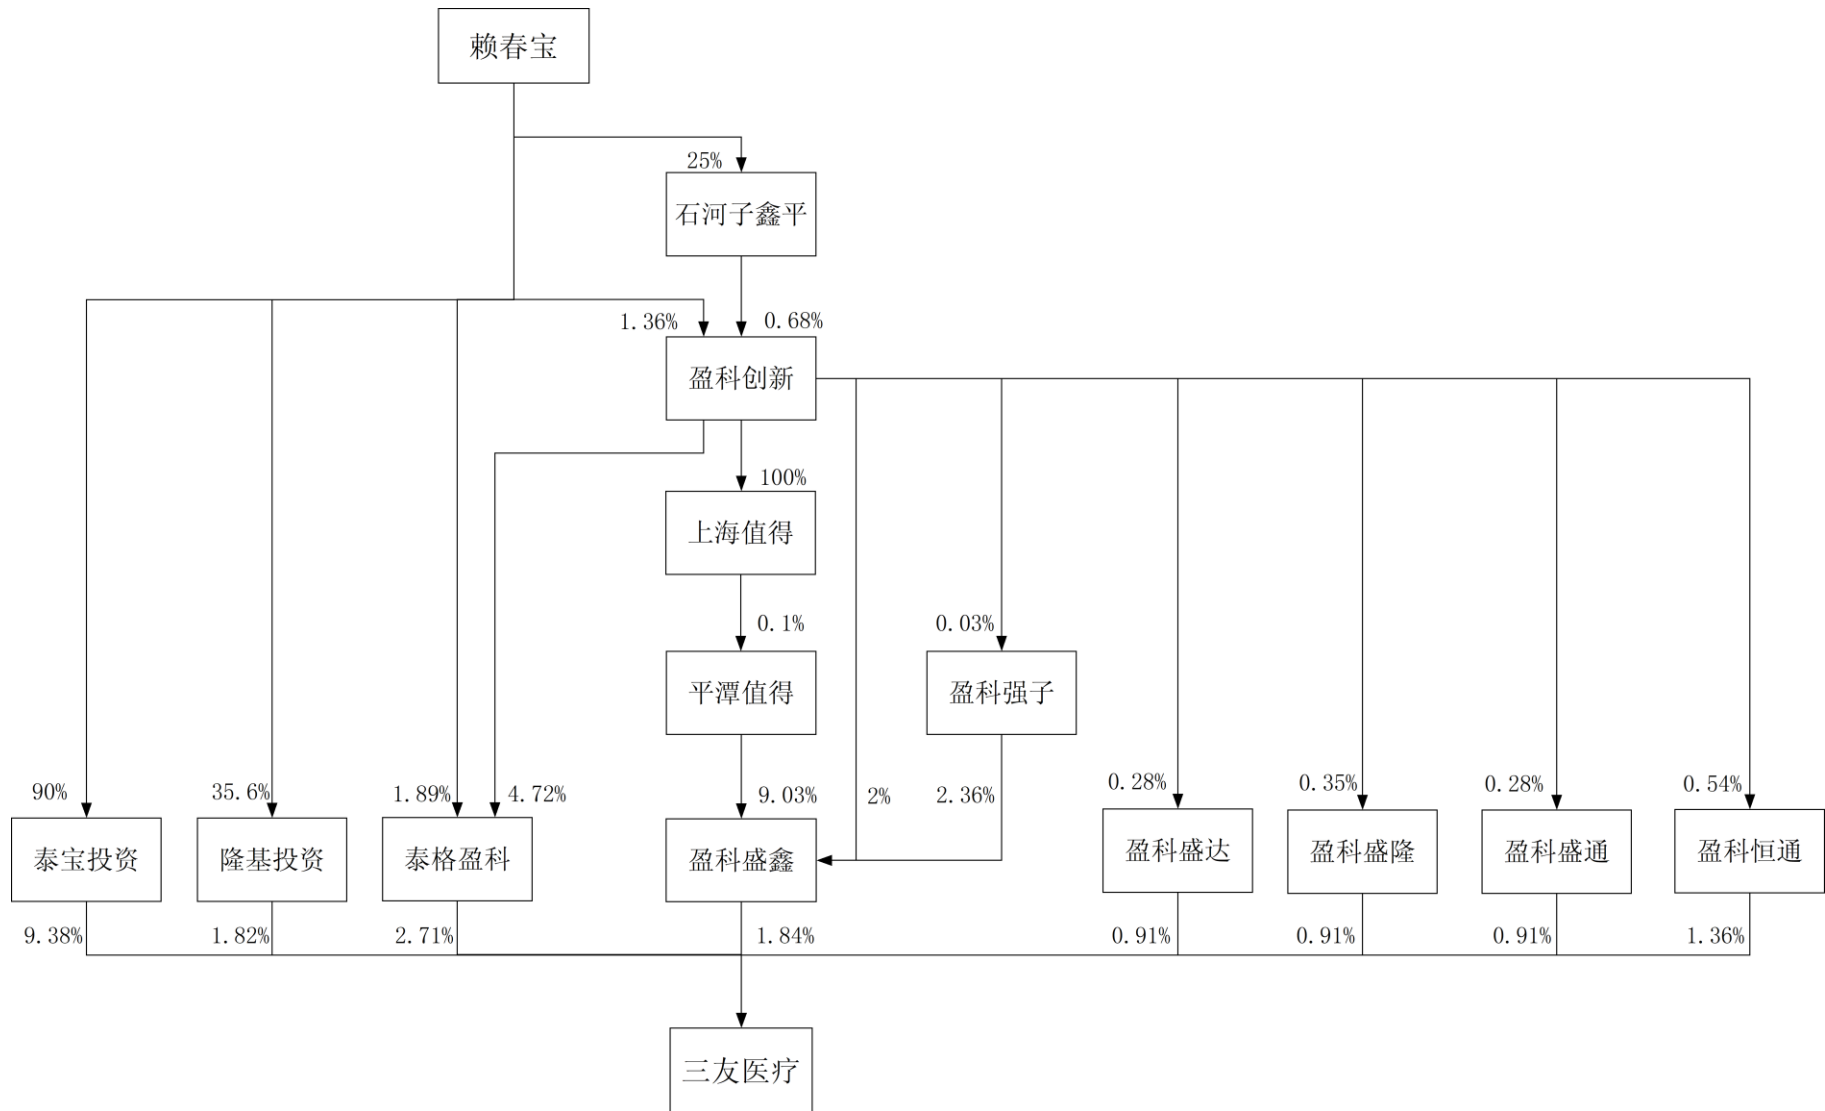 赖春宝
25%
石河子鑫平
1.36%
0.68%
盈科创新
100%
上海值得
0.1%
0.03%
平潭值得
盈科强子
90%
35.6%
1.89%
4.72%
9.03%
2%
2.36%
0.28%
0.35%
0.28%
0.54%
泰宝投资
隆基投资
泰格盈科
盈科盛鑫
盈科盛达
盈科盛隆
盈科盛通
盈科恒通
9.38%
1.82%
2.71%
1.84%
0.91%
0.91%
0.91%
1.36%
三友医疗